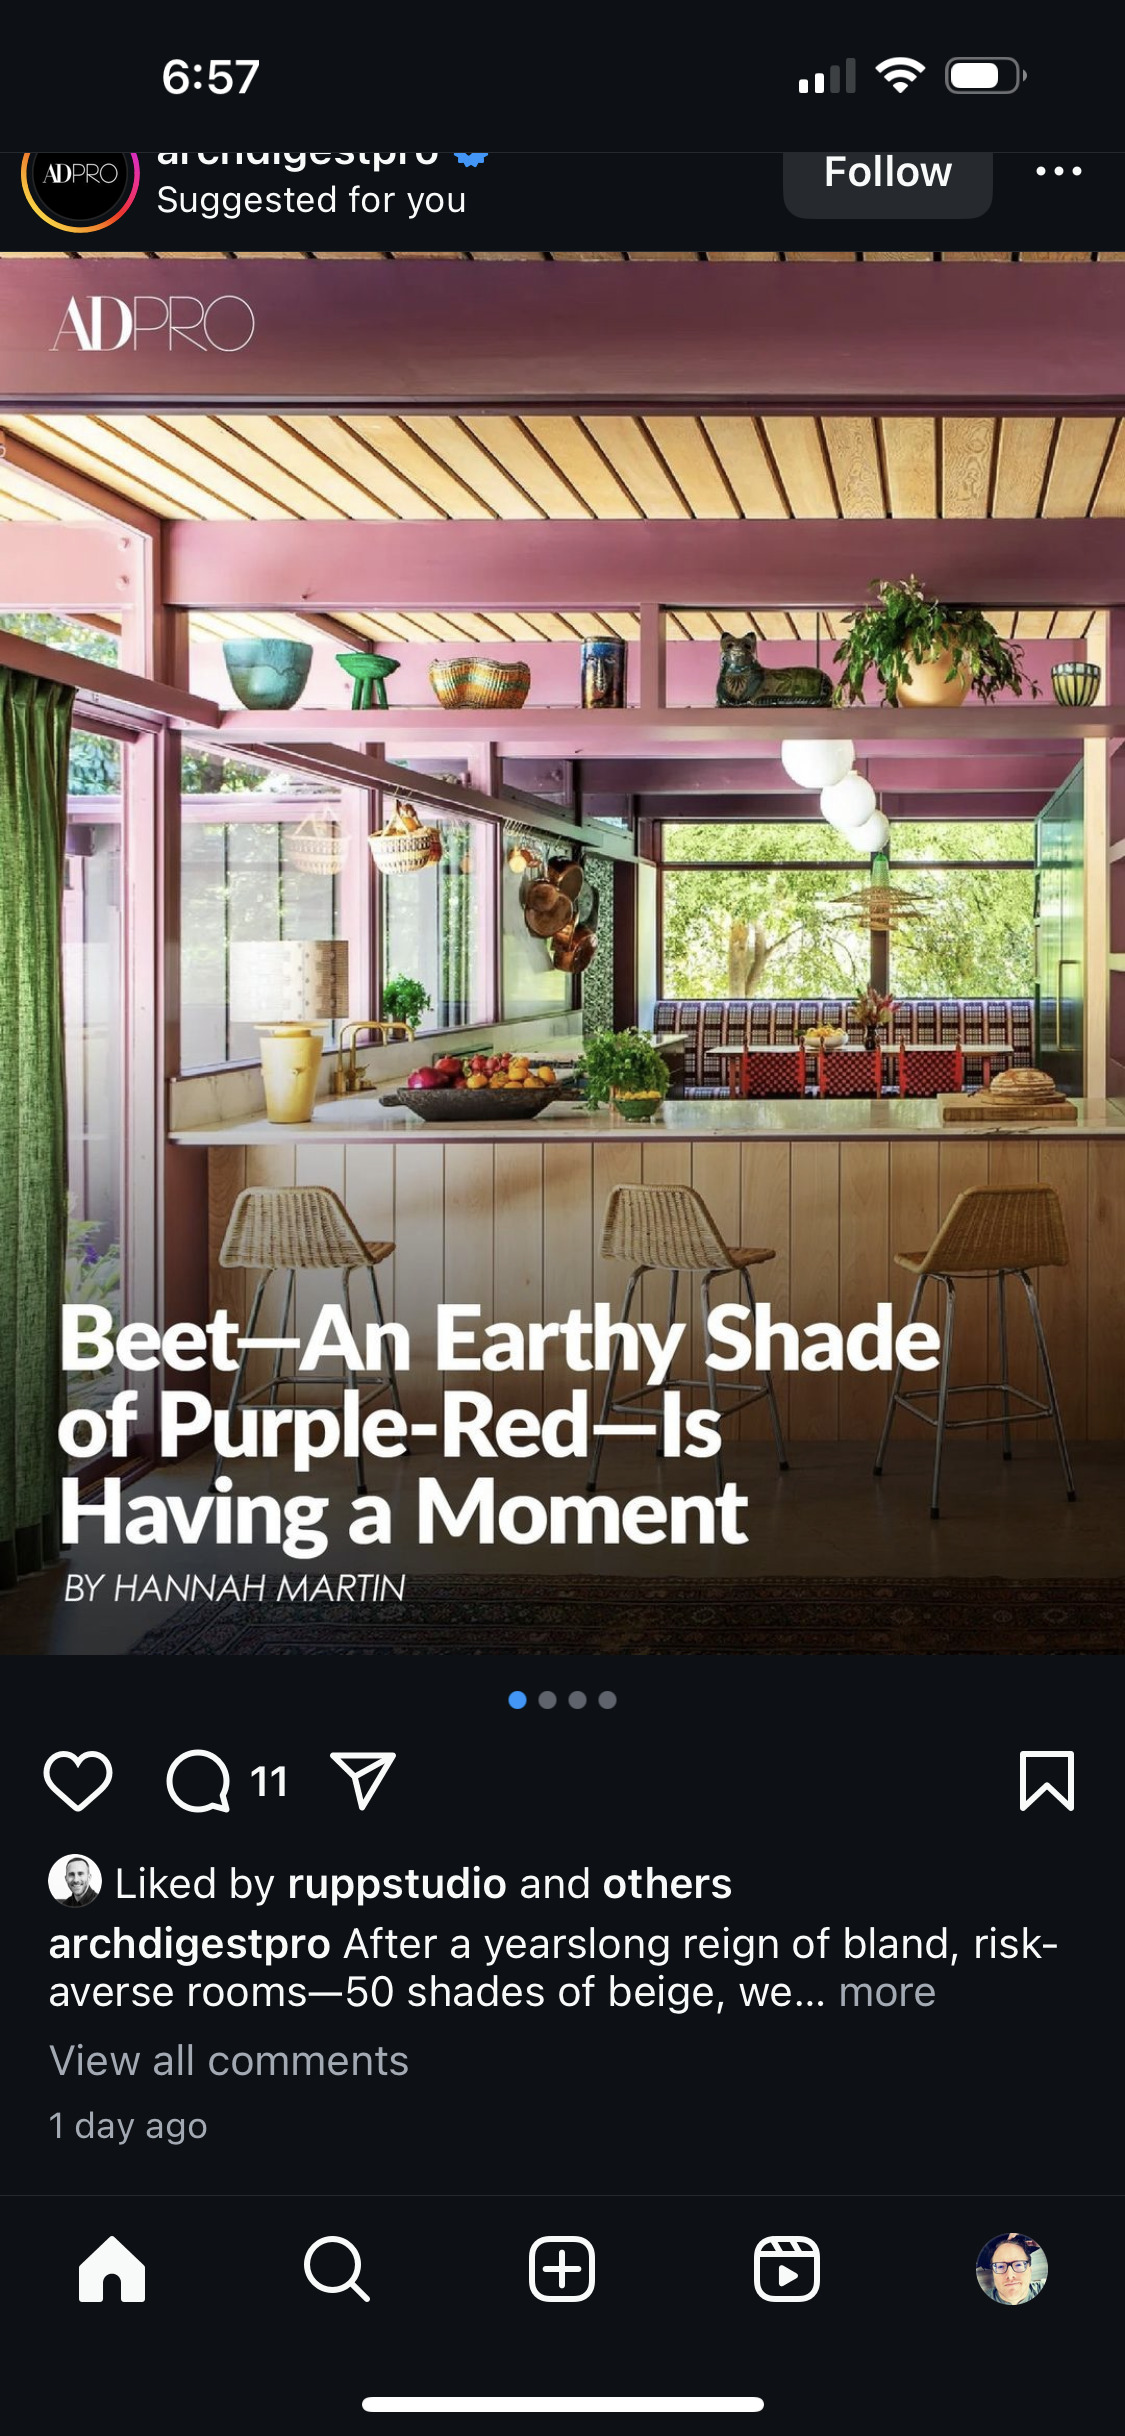 6:57
ADPRO
archdigestpro
Suggested for you
Follow
ADPRO
Beet—An Earthy Shade
of Purple-Red—Is
Having a Moment
BY HANNAH MARTIN
11
Liked by ruppstudio and others
archdigestpro After a yearslong reign of bland, risk-
averse rooms—50 shades of beige, we... more
View all comments
1 day ago